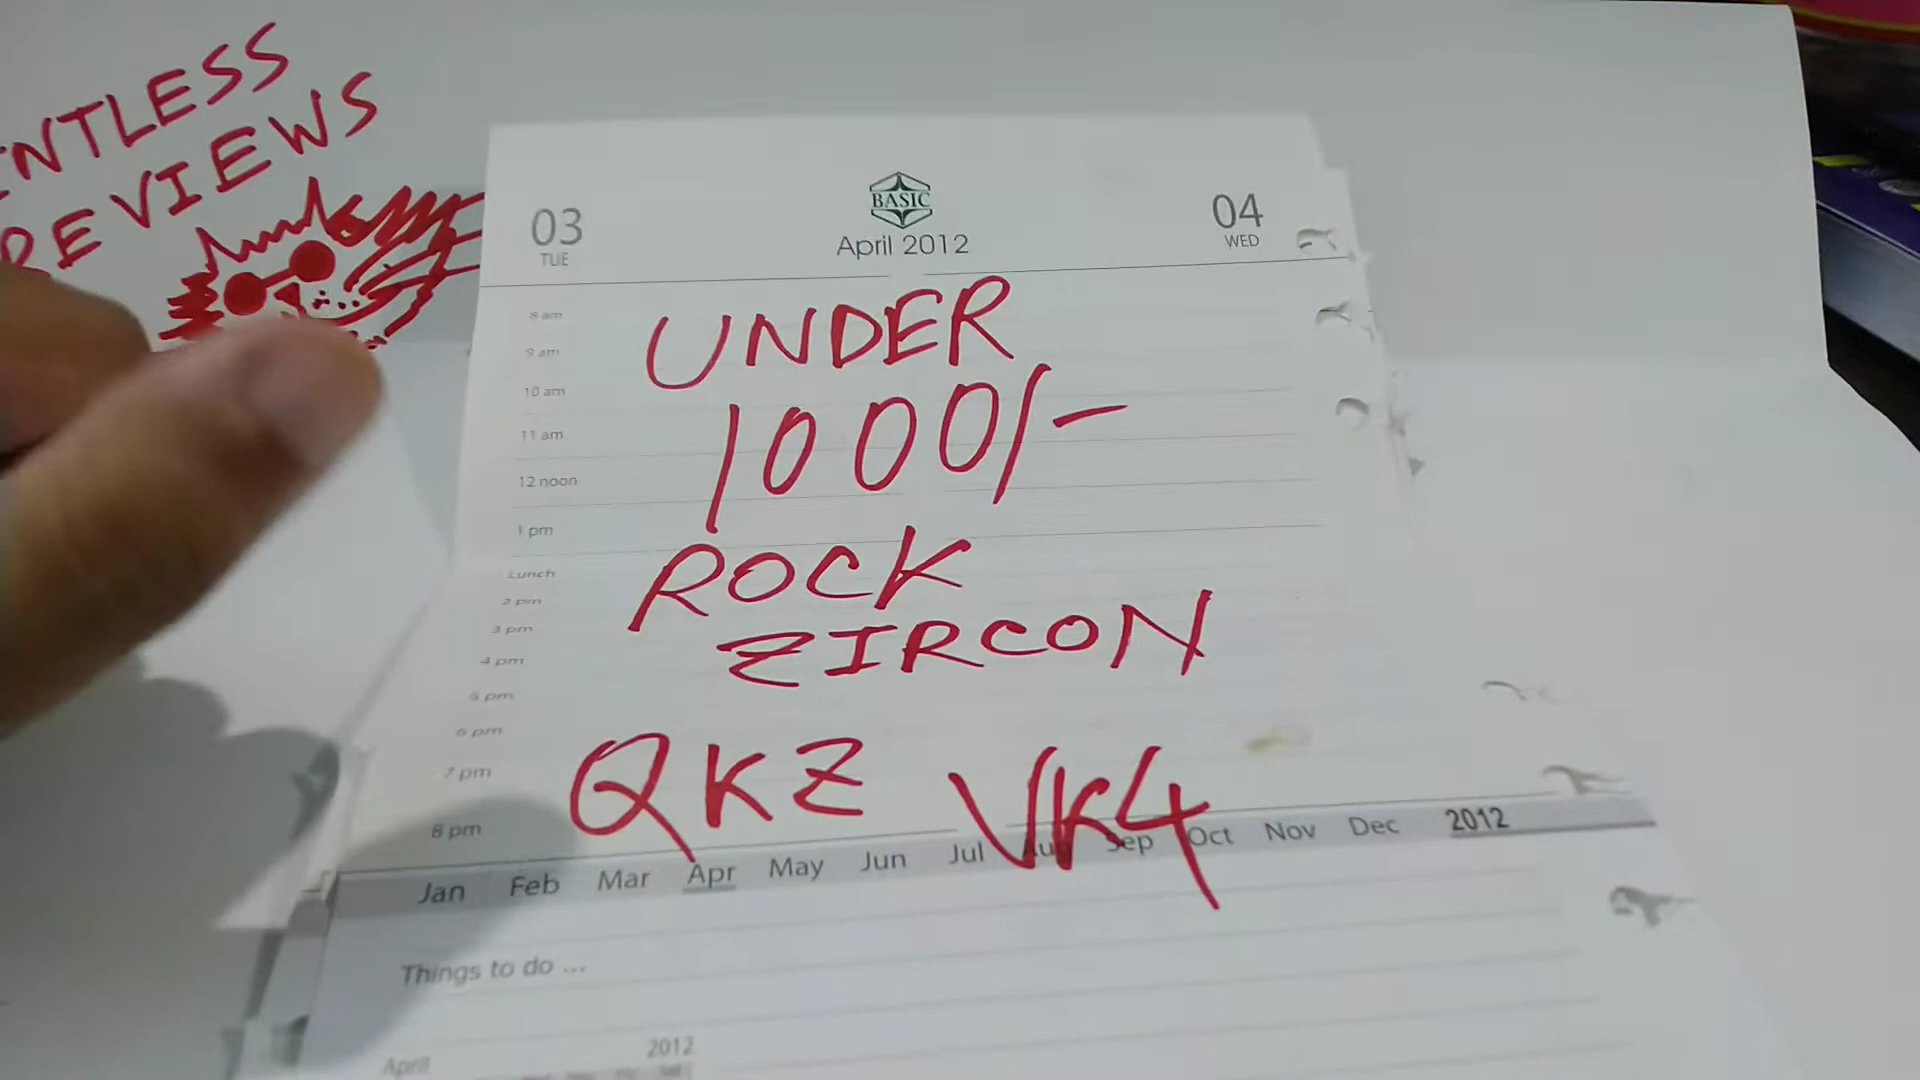 NTLESS
REVIEWS
03
TUE
BASIC
April 2012
04
WED
8 am
9 am
10 am
11 am
12 noon
1 pm
Lunch
2 pm
3 pm
4 pm
5 pm
6 pm
7 pm
8 pm
UNDER
1000/-
ROCK
ZIRCON
QKZ VK4
Jan Feb Mar Apr May Jun Jul Aug Sep Oct Nov Dec 2012
Things to do ...
April 2012